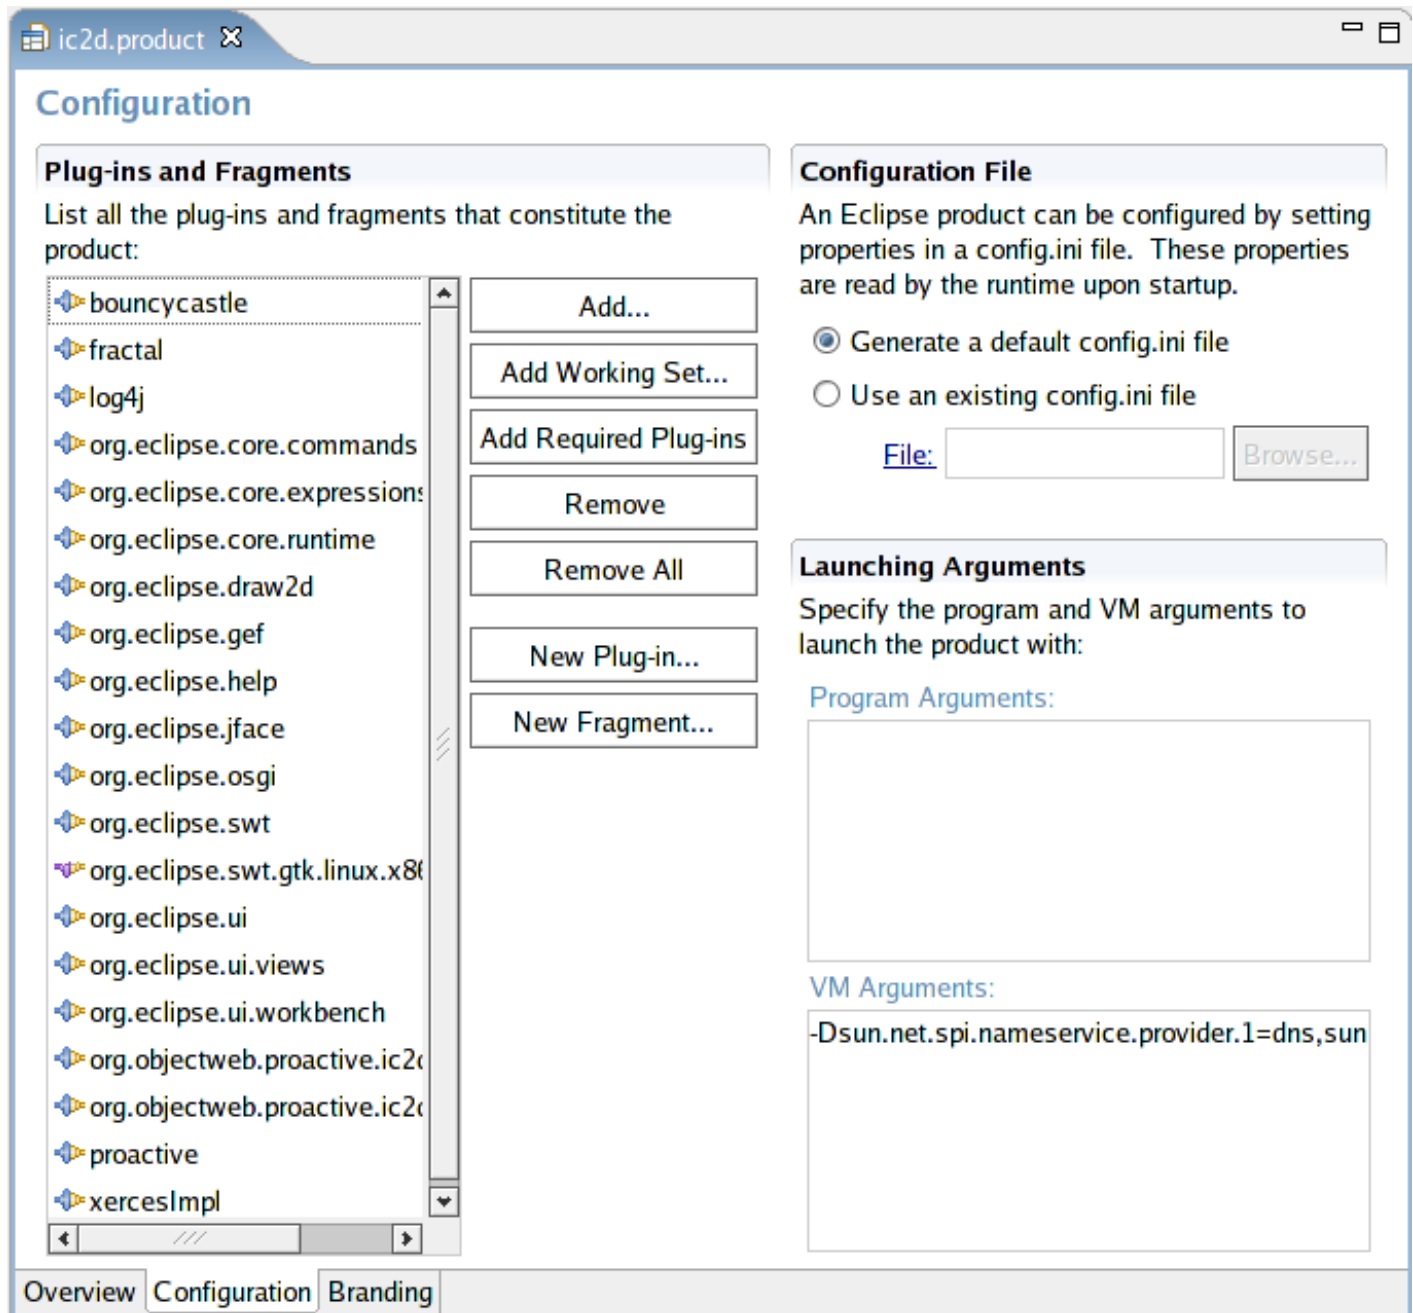 ic2d.product
Configuration
Plug-ins and Fragments
List all the plug-ins and fragments that constitute the
product:
bouncycastle
fractal
log4j
org.eclipse.core.commands
org.eclipse.core.expressions
org.eclipse.core.runtime
org.eclipse.draw2d
org.eclipse.gef
org.eclipse.help
org.eclipse.jface
org.eclipse.osgi
org.eclipse.swt
org.eclipse.swt.gtk.linux.x86
org.eclipse.ui
org.eclipse.ui.views
org.eclipse.ui.workbench
org.objectweb.proactive.ic2d
org.objectweb.proactive.ic2d
proactive
xercesImpl
Add...
Add Working Set...
Add Required Plug-ins
Remove
Remove All
New Plug-in...
New Fragment...
Configuration File
An Eclipse product can be configured by setting
properties in a config.ini file.  These properties
are read by the runtime upon startup.
Generate a default config.ini file
Use an existing config.ini file
File:
Browse...
Launching Arguments
Specify the program and VM arguments to
launch the product with:
Program Arguments:
VM Arguments:
-Dsun.net.spi.nameservice.provider.1=dns,sun
Overview
Configuration
Branding